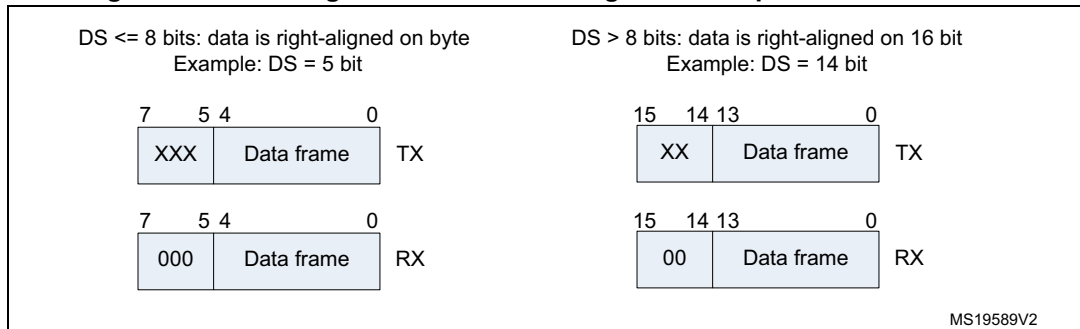 DS <= 8 bits: data is right-aligned on byte
Example: DS = 5 bit
DS > 8 bits: data is right-aligned on 16 bit
Example: DS = 14 bit
7 5 4 0
XXX Data frame TX
15 14 13 0
XX Data frame TX
7 5 4 0
000 Data frame RX
15 14 13 0
00 Data frame RX
MS19589V2